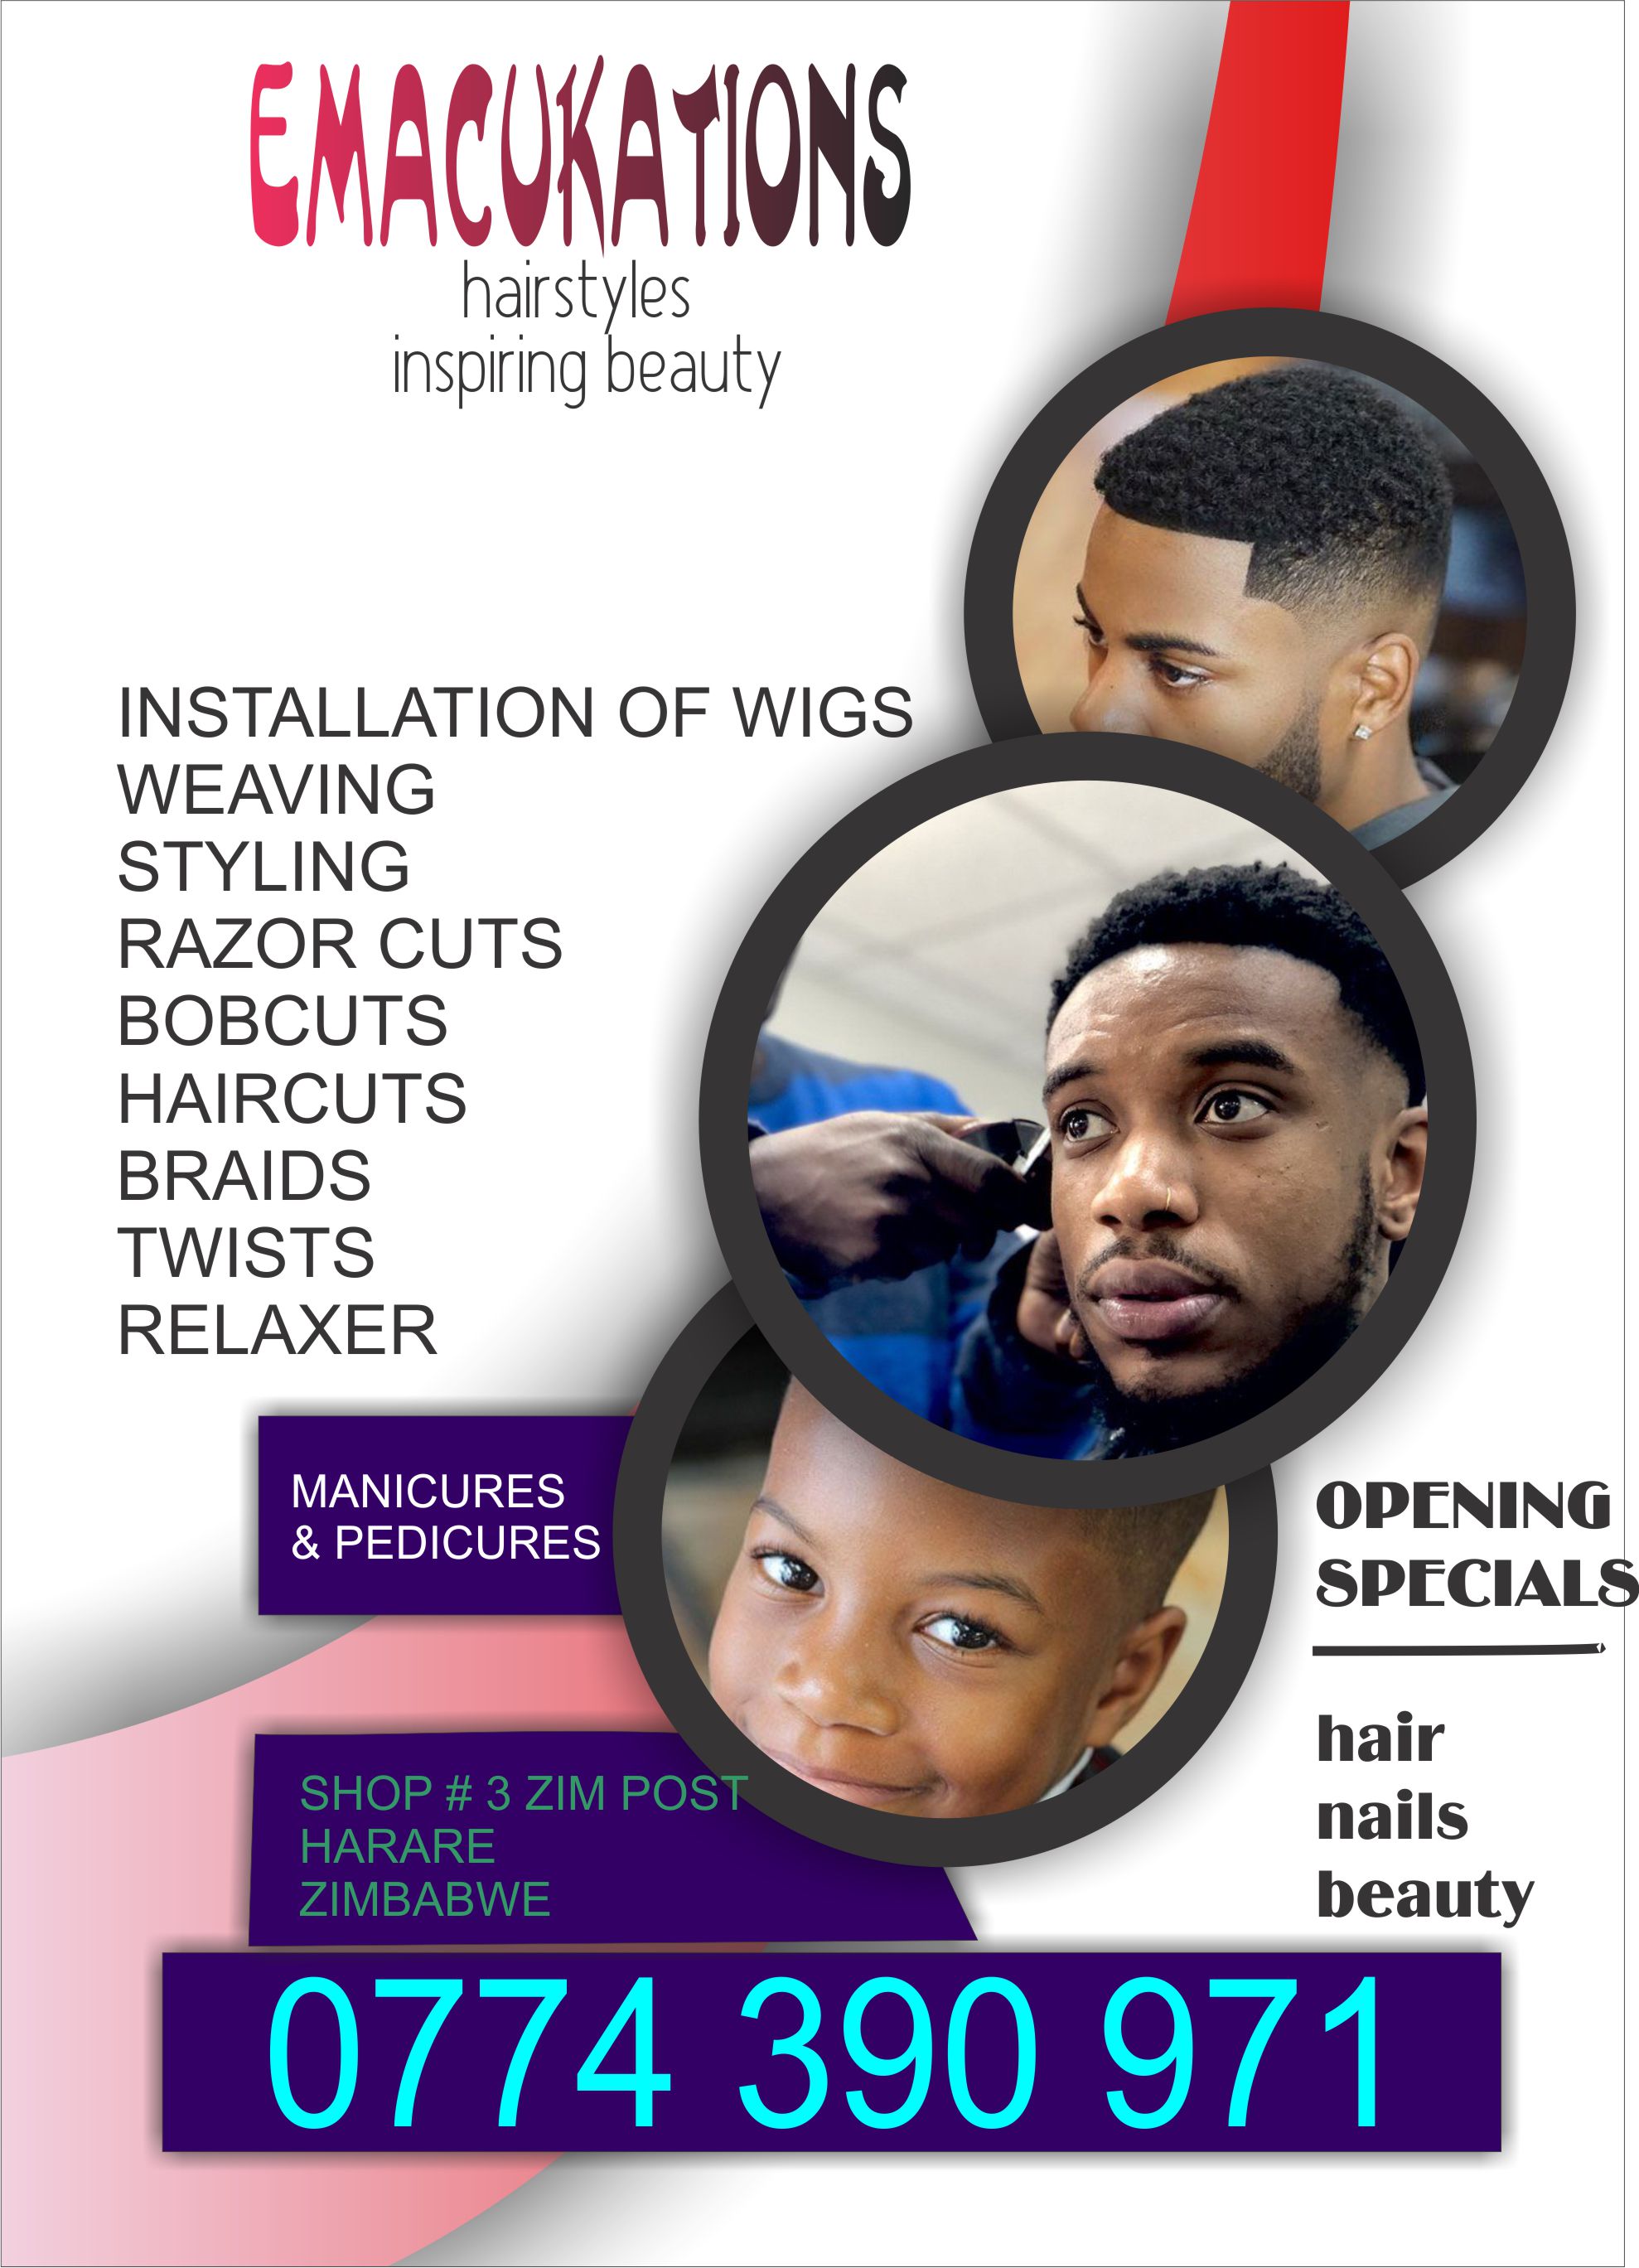 EMACUKATIONS
hairstyles
inspiring beauty
INSTALLATION OF WIGS
WEAVING
STYLING
RAZOR CUTS
BOBCUTS
HAIRCUTS
BRAIDS
TWISTS
RELAXER
MANICURES
& PEDICURES
OPENING
SPECIALS
hair
nails
beauty
SHOP # 3 ZIM POST
HARARE
ZIMBABWE
0774 390 971